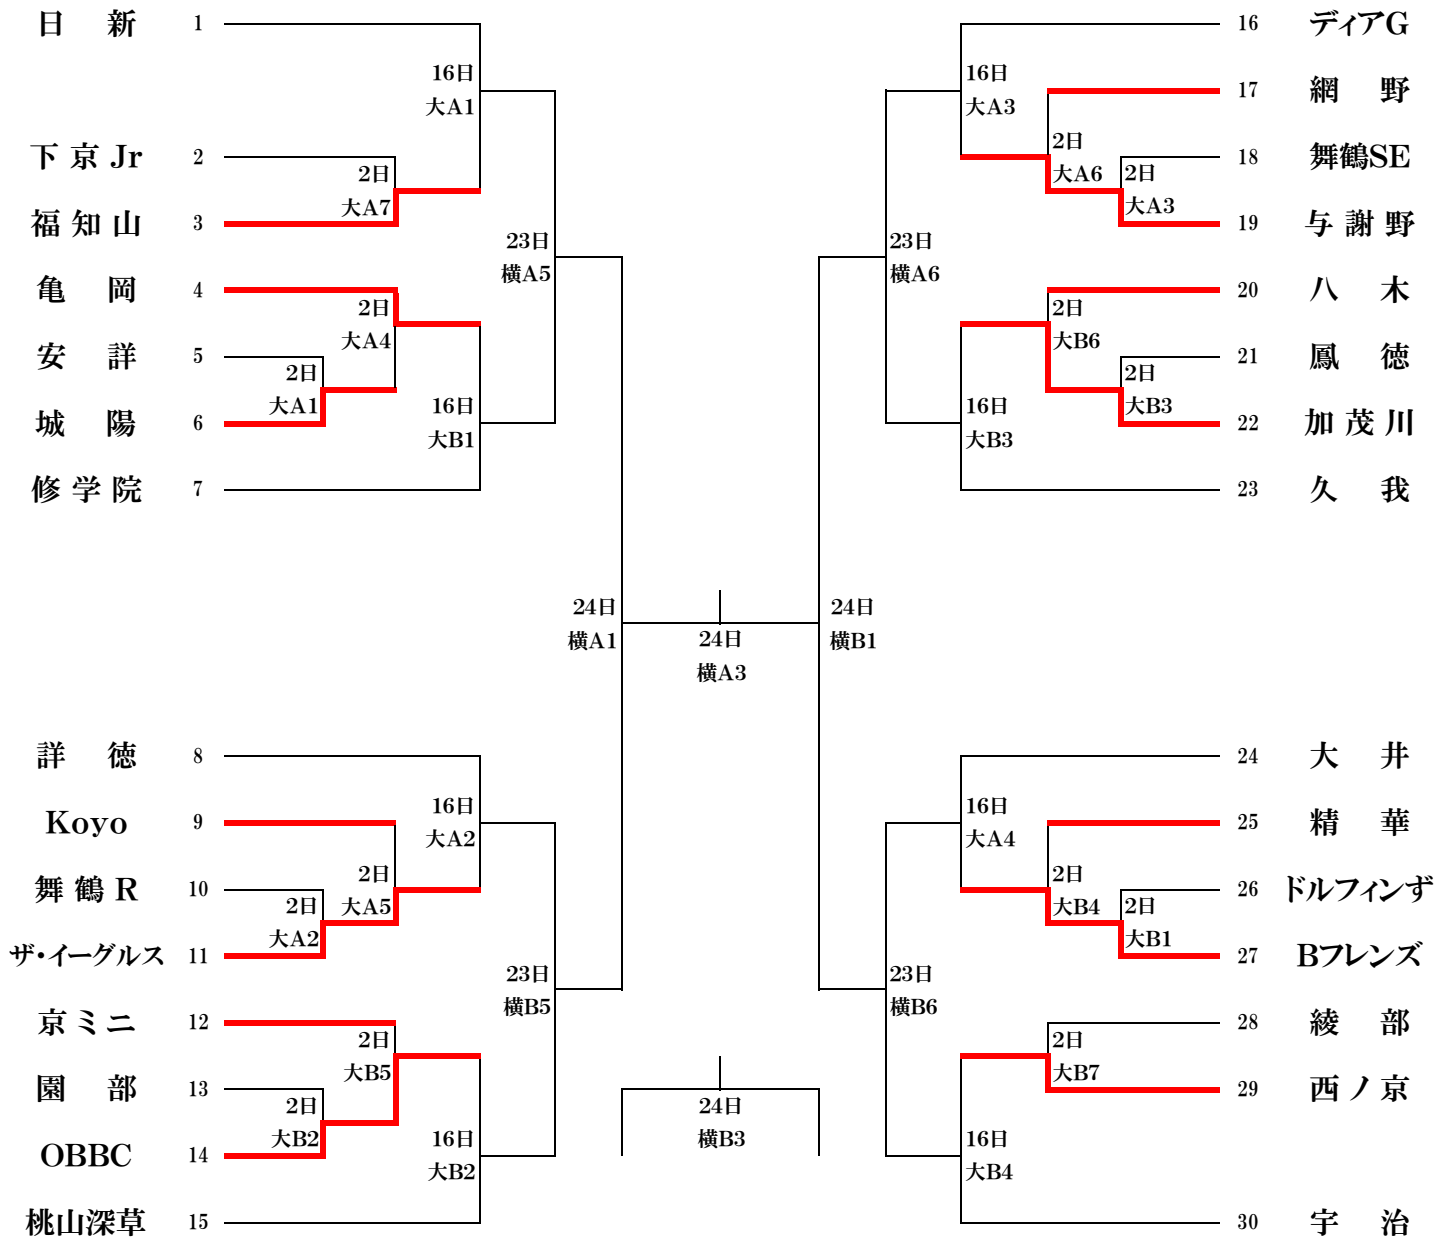 日 新 1
16日
大A1
下 京 Jr 2
2日
大A7
福 知 山 3
23日
横A5
亀 岡 4
2日
大A4
安 詳 5
2日
大A1
城 陽 6
16日
大B1
修 学 院 7
24日
横A1
詳 徳 8
16日
大A2
Koyo 9
2日
大A5
舞 鶴 R 10
2日
大A2
ザ・イーグルス 11
23日
横B5
京 ミ ニ 12
2日
大B5
園 部 13
2日
大B2
OBBC 14
16日
大B2
桃山深草 15
24日
横A3
24日
横B3
16 ディアG
16日
大A3
17 網 野
2日
大A6
18 舞鶴SE
2日
大A3
19 与 謝 野
23日
横A6
20 八 木
2日
大B6
21 鳳 徳
2日
大B3
22 加 茂 川
16日
大B3
23 久 我
24日
横B1
24 大 井
16日
大A4
25 精 華
2日
大B4
26 ドルフィンず
2日
大B1
27 Bフレンズ
23日
横B6
28 綾 部
2日
大B7
29 西 ノ 京
16日
大B4
30 宇 治